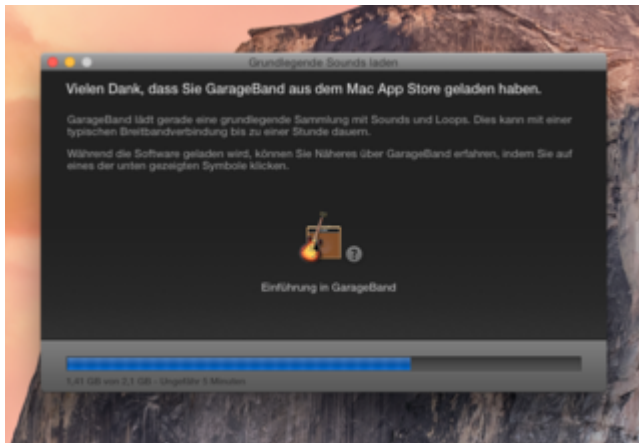 Grundlegende Sounds laden
Vielen Dank, dass Sie GarageBand aus dem Mac App Store geladen haben.
GarageBand lädt gerade eine grundlegende Sammlung mit Sounds und Loops. Dies kann mit einer
typischen Breitbandverbindung bis zu einer Stunde dauern.
Während die Software geladen wird, können Sie Näheres über GarageBand erfahren, indem Sie auf
eines der unten gezeigten Symbole klicken.
?
Einführung in GarageBand
1,41 GB von 2,1 GB - Ungefähr 5 Minuten